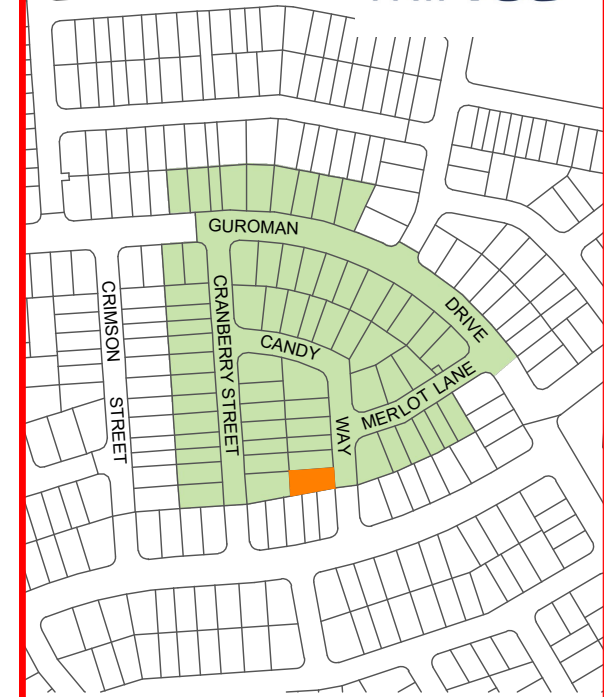 GUROMAN
DRIVE
CRIMSON
STREET
CRANBERRY STREET
CANDY
WAY
MERLOT LANE